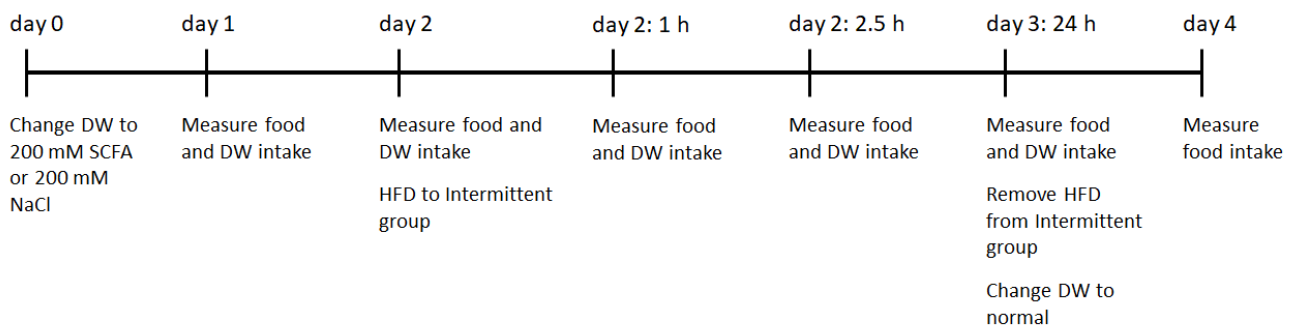 day 0
day 1
day 2
day 2: 1 h
day 2: 2.5 h
day 3: 24 h
day 4
Change DW to
200 mM SCFA
or 200 mM
NaCl
Measure food
and DW intake
Measure food and
DW intake
HFD to Intermittent
group
Measure food
and DW intake
Measure food
and DW intake
Measure food
and DW intake
Remove HFD
from Intermittent
group
Change DW to
normal
Measure
food intake